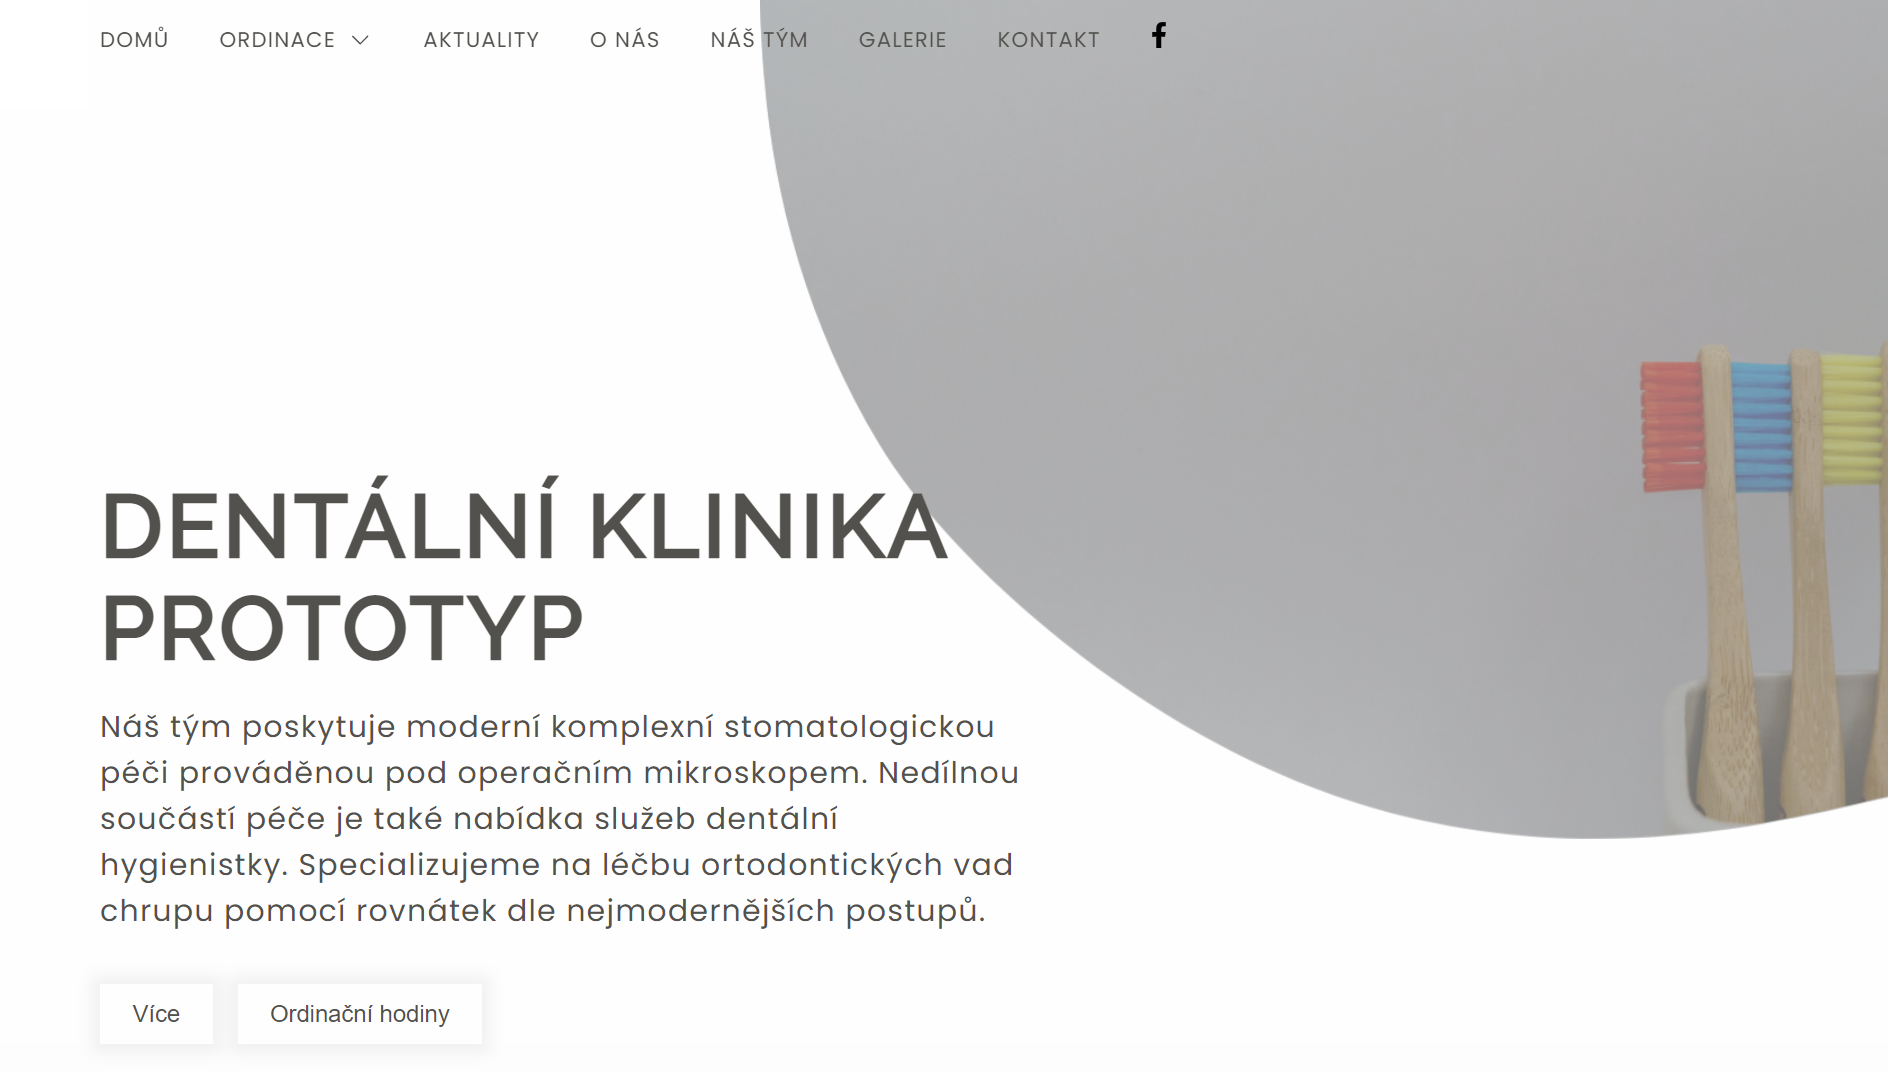 DOMŮ ORDINACE AKTUALITY O NÁS NÁŠ TÝM GALERIE KONTAKT
DENTÁLNÍ KLINIKA
PROTOTYP
Náš tým poskytuje moderní komplexní stomatologickou
péči prováděnou pod operačním mikroskopem. Nedílnou
součástí péče je také nabídka služeb dentální
hygienistky. Specializujeme na léčbu ortodontických vad
chrupu pomocí rovnátek dle nejmodernějších postupů.
Více Ordinační hodiny